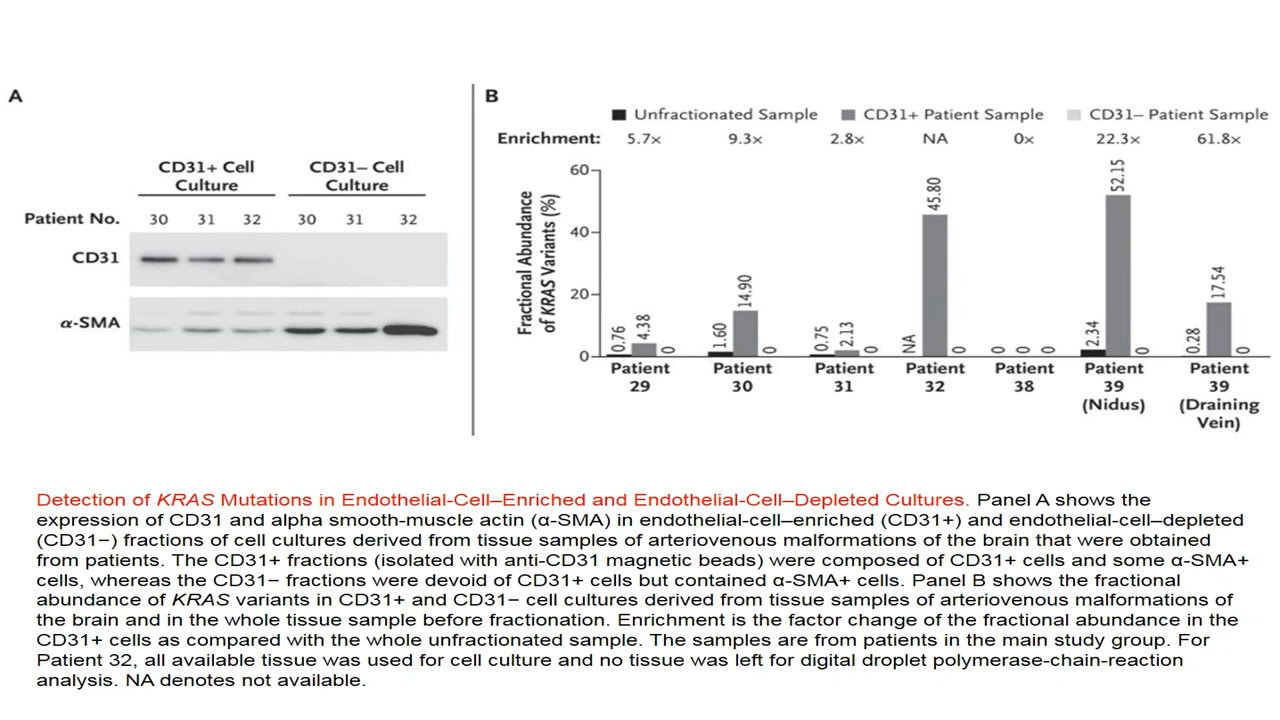 A
CD31+ Cell Culture
CD31− Cell Culture
Patient No. 30 31 32 30 31 32
CD31
α-SMA
B
Unfractionated Sample CD31+ Patient Sample CD31− Patient Sample
Enrichment: 5.7× 9.3× 2.8× NA 0× 22.3× 61.8×
Fractional Abundance of KRAS Variants (%)
60
40
20
0
0.76 4.38 0
1.60 14.90 0
0.75 2.13 0
NA 45.80 0
0 0 0
2.34 52.15 0
0.28 17.54 0
Patient 29
Patient 30
Patient 31
Patient 32
Patient 38
Patient 39 (Nidus)
Patient 39 (Draining Vein)
Detection of KRAS Mutations in Endothelial-Cell–Enriched and Endothelial-Cell–Depleted Cultures. Panel A shows the
expression of CD31 and alpha smooth-muscle actin (α-SMA) in endothelial-cell–enriched (CD31+) and endothelial-cell–depleted
(CD31−) fractions of cell cultures derived from tissue samples of arteriovenous malformations of the brain that were obtained
from patients. The CD31+ fractions (isolated with anti-CD31 magnetic beads) were composed of CD31+ cells and some α-SMA+
cells, whereas the CD31− fractions were devoid of CD31+ cells but contained α-SMA+ cells. Panel B shows the fractional
abundance of KRAS variants in CD31+ and CD31− cell cultures derived from tissue samples of arteriovenous malformations of
the brain and in the whole tissue sample before fractionation. Enrichment is the factor change of the fractional abundance in the
CD31+ cells as compared with the whole unfractionated sample. The samples are from patients in the main study group. For
Patient 32, all available tissue was used for cell culture and no tissue was left for digital droplet polymerase-chain-reaction
analysis. NA denotes not available.